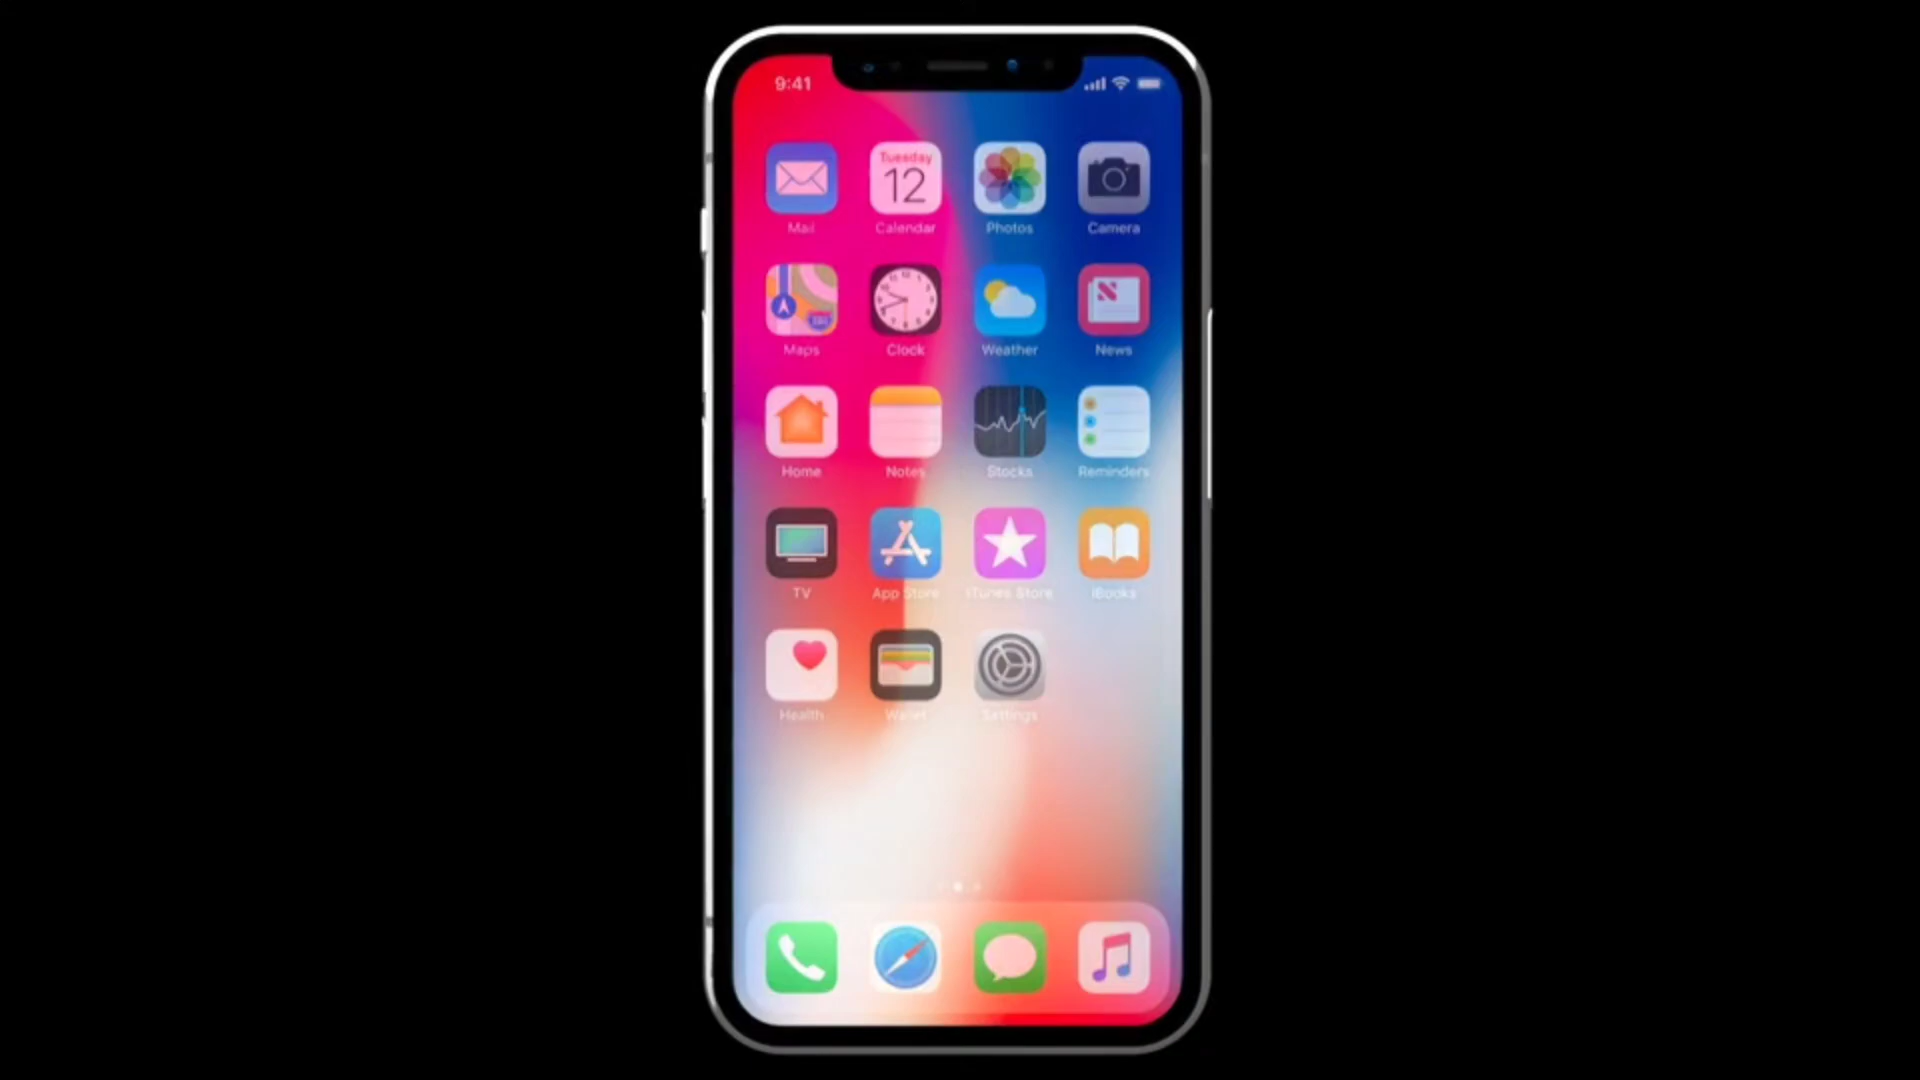 9:41
Tuesday
12
Mail Calendar Photos Camera
Maps Clock Weather News
Home Notes Stocks Reminders
TV App Store iTunes Store iBooks
Health Wallet Settings